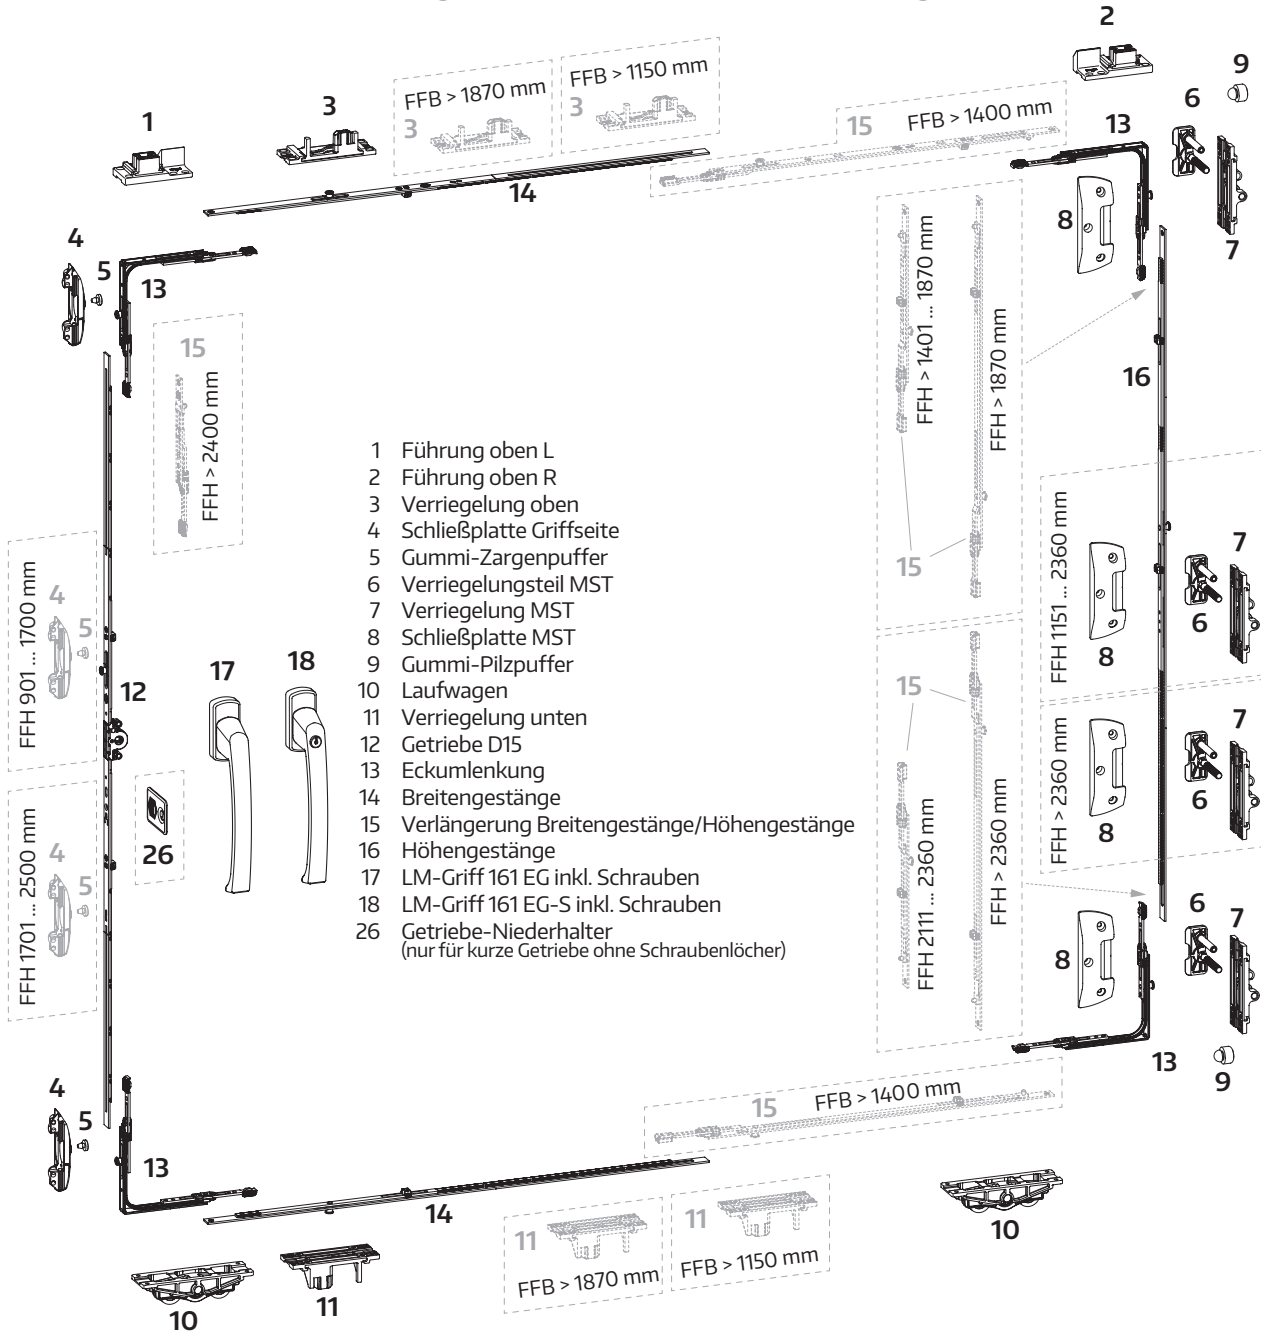 2
9
1
3
FFB > 1870 mm
3
FFB > 1150 mm
3
15 FFB > 1400 mm
13
6
14
8
7
4
5
13
15
FFH > 2400 mm
FFH > 1401 ... 1870 mm
FFH > 1870 mm
15
16
1 Führung oben L
2 Führung oben R
3 Verriegelung oben
4 Schließplatte Griffseite
5 Gummi-Zargenpuffer
6 Verriegelungsteil MST
7 Verriegelung MST
8 Schließplatte MST
9 Gummi-Pilzpuffer
10 Laufwagen
11 Verriegelung unten
12 Getriebe D15
13 Eckumlenkung
14 Breitengestänge
15 Verlängerung Breitengestänge/Höhengestänge
16 Höhengestänge
17 LM-Griff 161 EG inkl. Schrauben
18 LM-Griff 161 EG-S inkl. Schrauben
26 Getriebe-Niederhalter
(nur für kurze Getriebe ohne Schraubenlöcher)
FFH 901 ... 1700 mm
4
5
12
17
18
FFH 1151 ... 2360 mm
8
6
7
15
FFH 2111 ... 2360 mm
FFH > 2360 mm
FFH > 2360 mm
8
6
7
FFH 1701 ... 2500 mm
4
5
26
8
6
7
13
9
4
5
13
15 FFB > 1400 mm
14
11
FFB > 1870 mm
11
FFB > 1150 mm
10
10
11